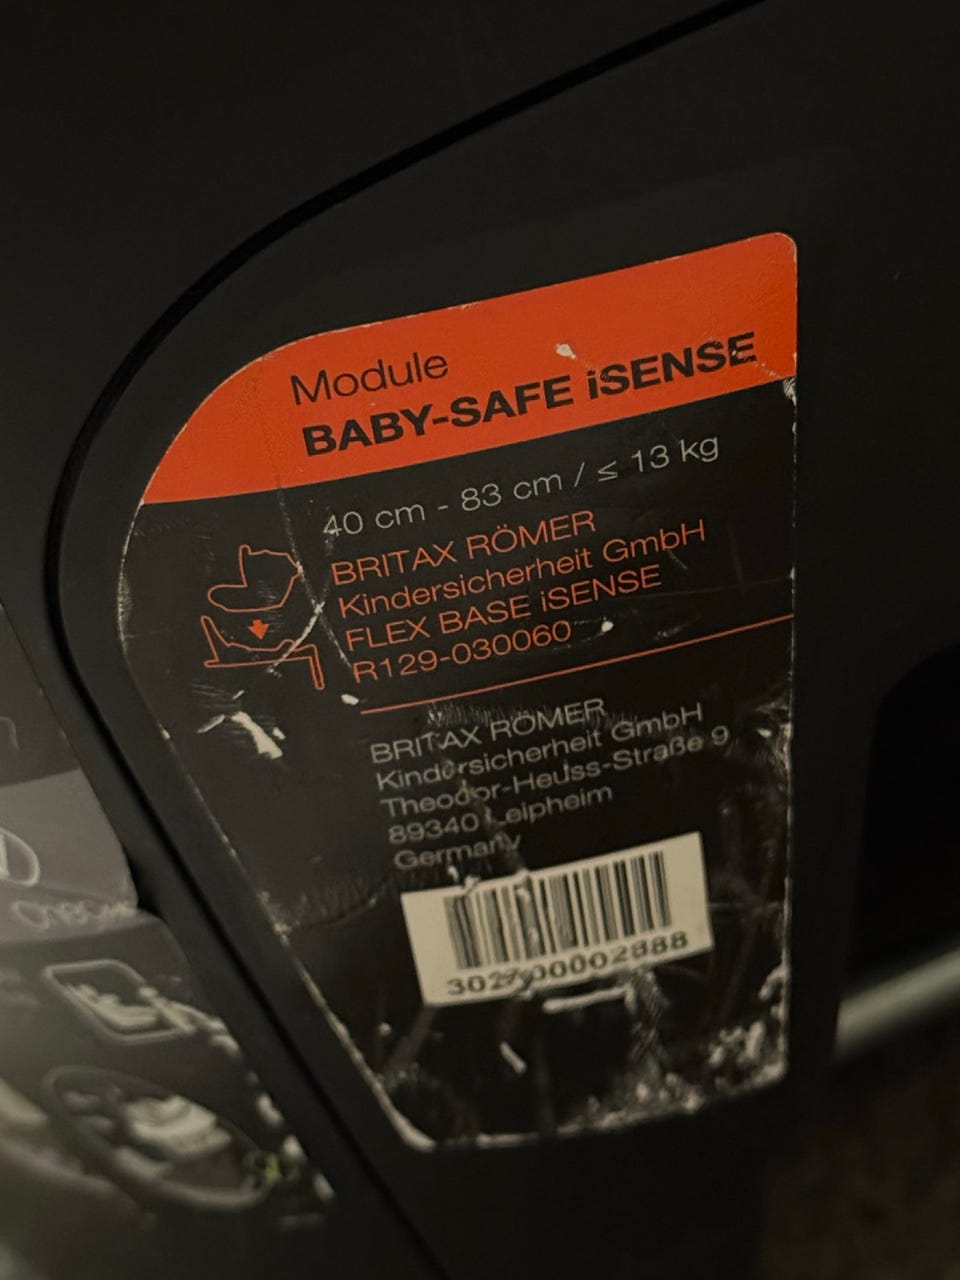 Module
BABY-SAFE iSENSE
40 cm - 83 cm / ≤ 13 kg
BRITAX RÖMER
Kindersicherheit GmbH
FLEX BASE iSENSE
R129-030060
BRITAX RÖMER
Kindersicherheit GmbH
Theodor-Heuss-Straße 9
89340 Leipheim
Germany